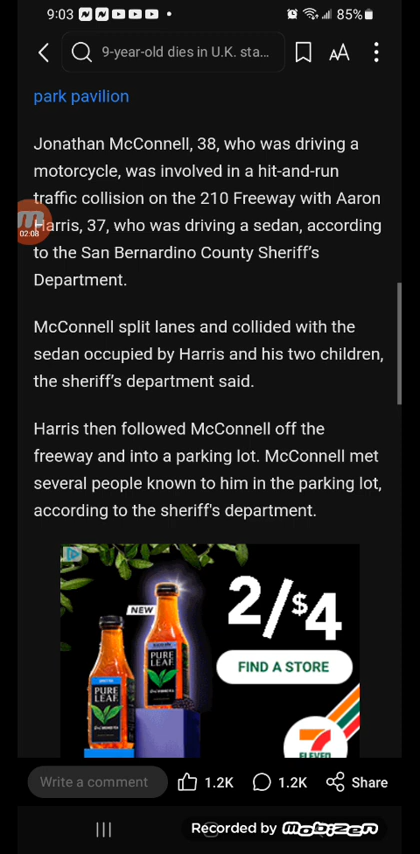 9:03
85%
9-year-old dies in U.K. sta...
AA
park pavilion
Jonathan McConnell, 38, who was driving a
motorcycle, was involved in a hit-and-run
traffic collision on the 210 Freeway with Aaron
Harris, 37, who was driving a sedan, according
02:08
to the San Bernardino County Sheriff's
Department.
McConnell split lanes and collided with the
sedan occupied by Harris and his two children,
the sheriff's department said.
Harris then followed McConnell off the
freeway and into a parking lot. McConnell met
several people known to him in the parking lot,
according to the sheriff's department.
NEW
2/$4
PURE
LEAF
FIND A STORE
PURE
LEAF
7
ELEVEN
Write a comment
1.2K
1.2K
Share
Recorded by mobizen